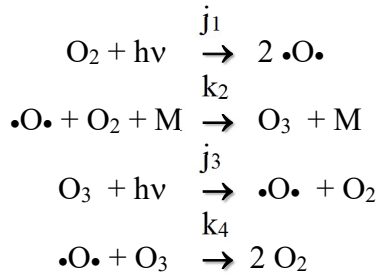 j1
O2 + hν → 2 •O•
k2
•O• + O2 + M → O3 + M
j3
O3 + hν → •O• + O2
k4
•O• + O3 → 2 O2